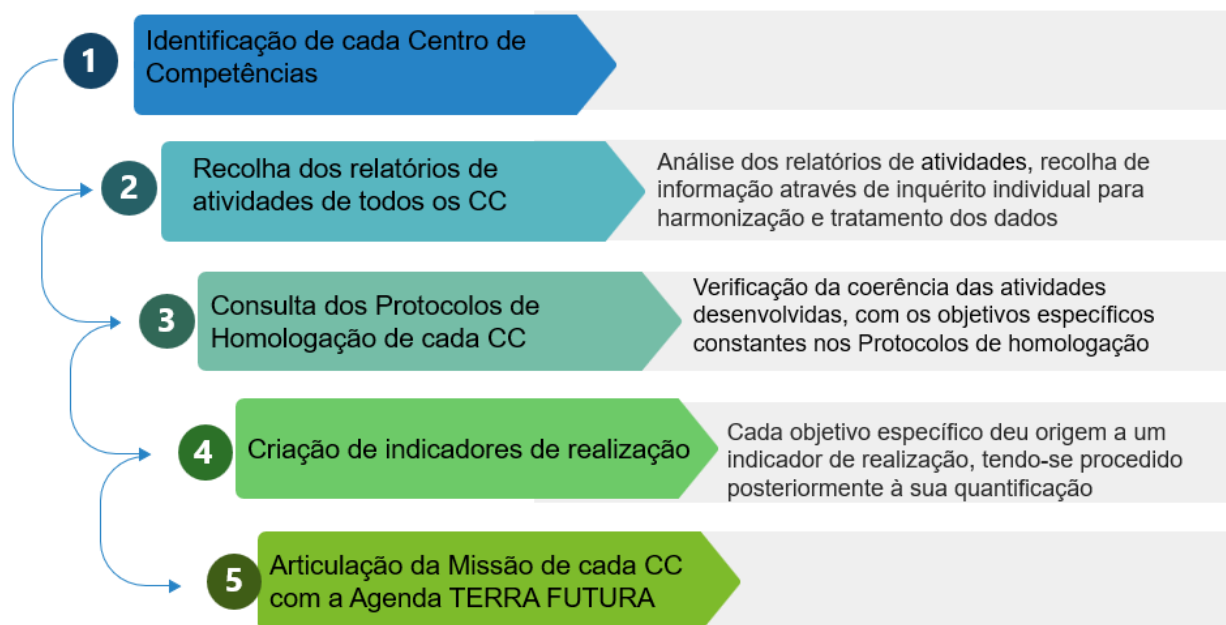 1
Identificação de cada Centro de
Competências
2
Recolha dos relatórios de
atividades de todos os CC
Análise dos relatórios de atividades, recolha de
informação através de inquérito individual para
harmonização e tratamento dos dados
3
Consulta dos Protocolos de
Homologação de cada CC
Verificação da coerência das atividades
desenvolvidas, com os objetivos específicos
constantes nos Protocolos de homologação
4
Criação de indicadores de realização
Cada objetivo específico deu origem a um
indicador de realização, tendo-se procedido
posteriormente à sua quantificação
5
Articulação da Missão de cada CC
com a Agenda TERRA FUTURA